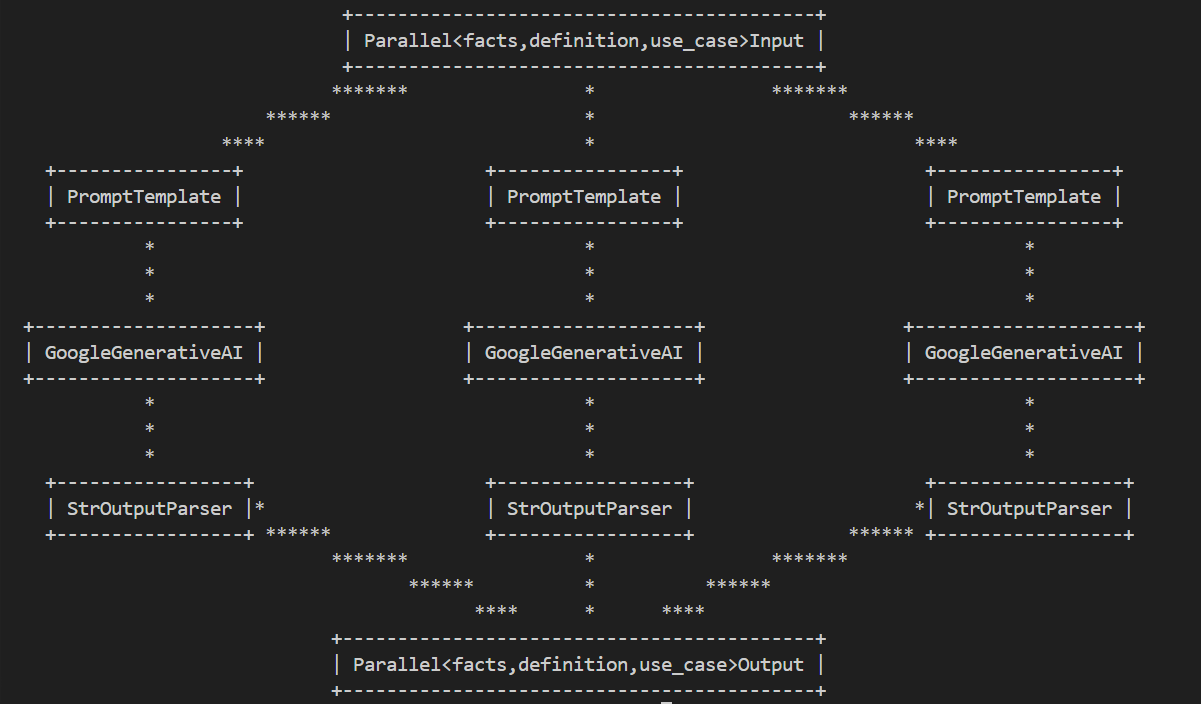 +------------------------------------------+
| Parallel<facts,definition,use_case>Input |
+------------------------------------------+
******* * *******
****** * ******
**** * ****
+----------------+ +----------------+ +----------------+
| PromptTemplate | | PromptTemplate | | PromptTemplate |
+----------------+ +----------------+ +----------------+
* * *
* * *
* * *
+--------------------+ +--------------------+ +--------------------+
| GoogleGenerativeAI | | GoogleGenerativeAI | | GoogleGenerativeAI |
+--------------------+ +--------------------+ +--------------------+
* * *
* * *
* * *
+-----------------+ +-----------------+ +-----------------+
| StrOutputParser |* | StrOutputParser | *| StrOutputParser |
+-----------------+ ****** +-----------------+ ****** +-----------------+
******* * *******
****** * ******
**** * ****
+-------------------------------------------+
| Parallel<facts,definition,use_case>Output |
+-------------------------------------------+